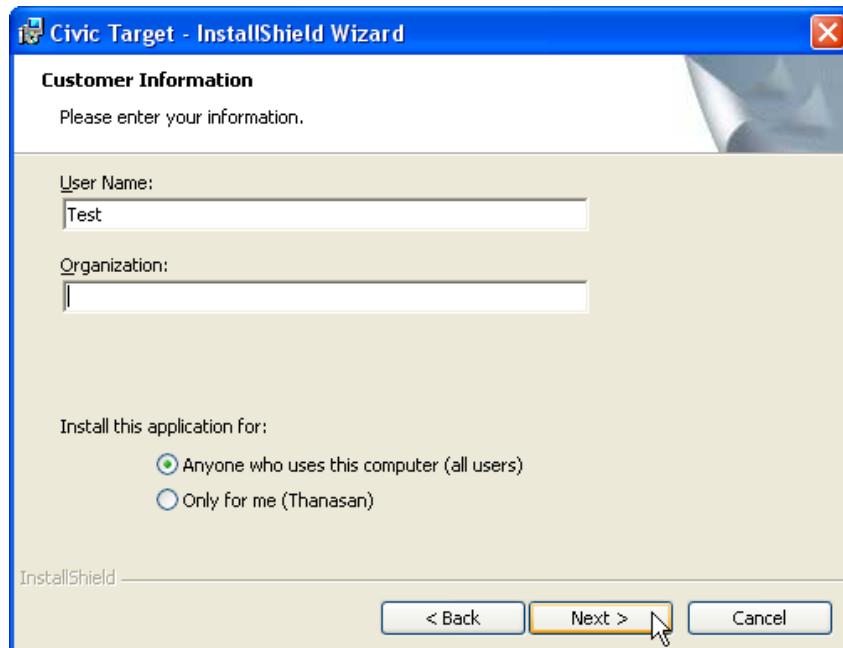 Civic Target - InstallShield Wizard
Customer Information
Please enter your information.
User Name:
Test
Organization:
Install this application for:
Anyone who uses this computer (all users)
Only for me (Thanasan)
InstallShield
< Back
Next >
Cancel